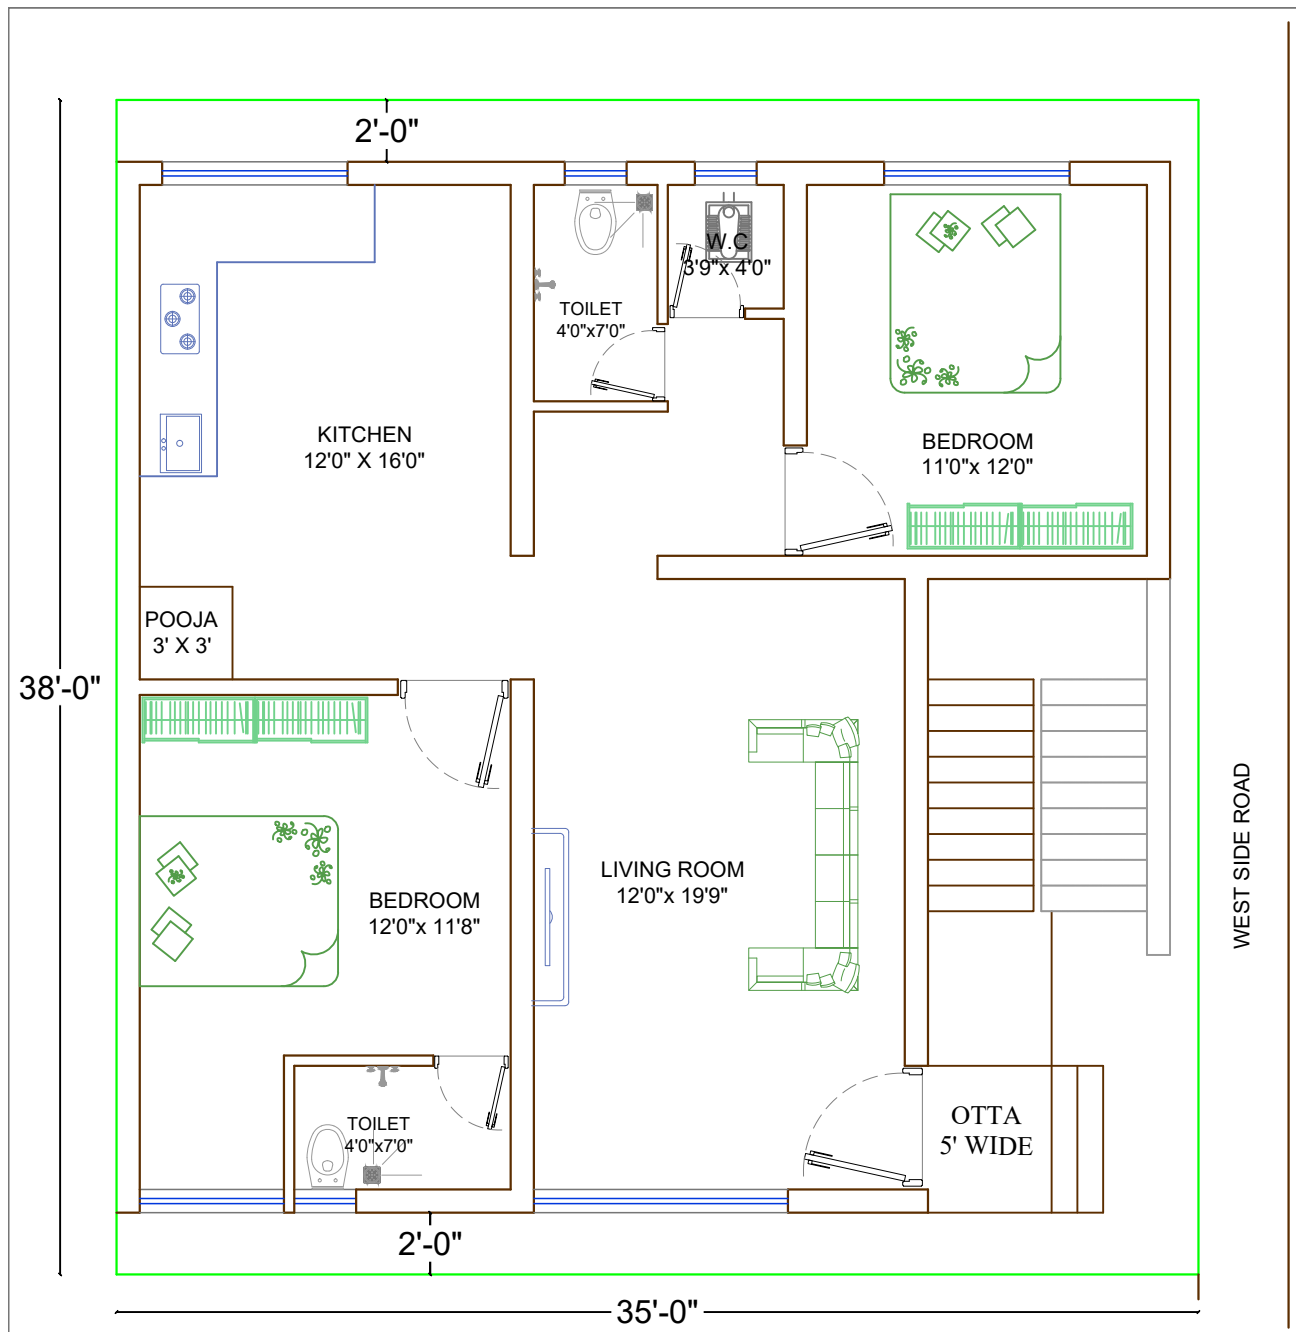 2'-0"
W.C
3'9"x 4'0"
TOILET
4'0"x7'0"
KITCHEN
12'0" X 16'0"
BEDROOM
11'0"x 12'0"
POOJA
3' X 3'
38'-0"
LIVING ROOM
12'0"x 19'9"
BEDROOM
12'0"x 11'8"
WEST SIDE ROAD
TOILET
4'0"x7'0"
OTTA
5' WIDE
2'-0"
35'-0"